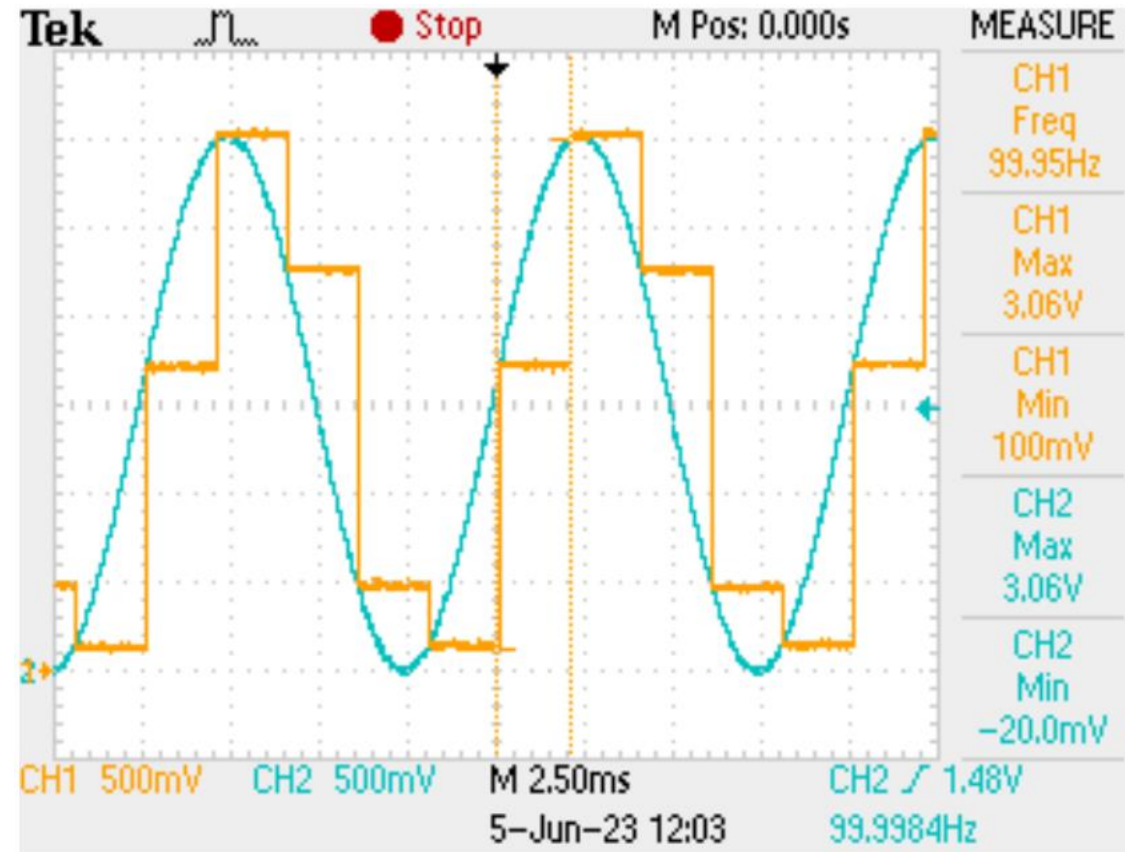 Tek Stop M Pos: 0.000s MEASURE
CH1
Freq
99.95Hz
CH1
Max
3.06V
CH1
Min
100mV
CH2
Max
3.06V
CH2
Min
-20.0mV
CH1 500mV CH2 500mV M 2.50ms CH2 1.48V
5-Jun-23 12:03 99.9984Hz